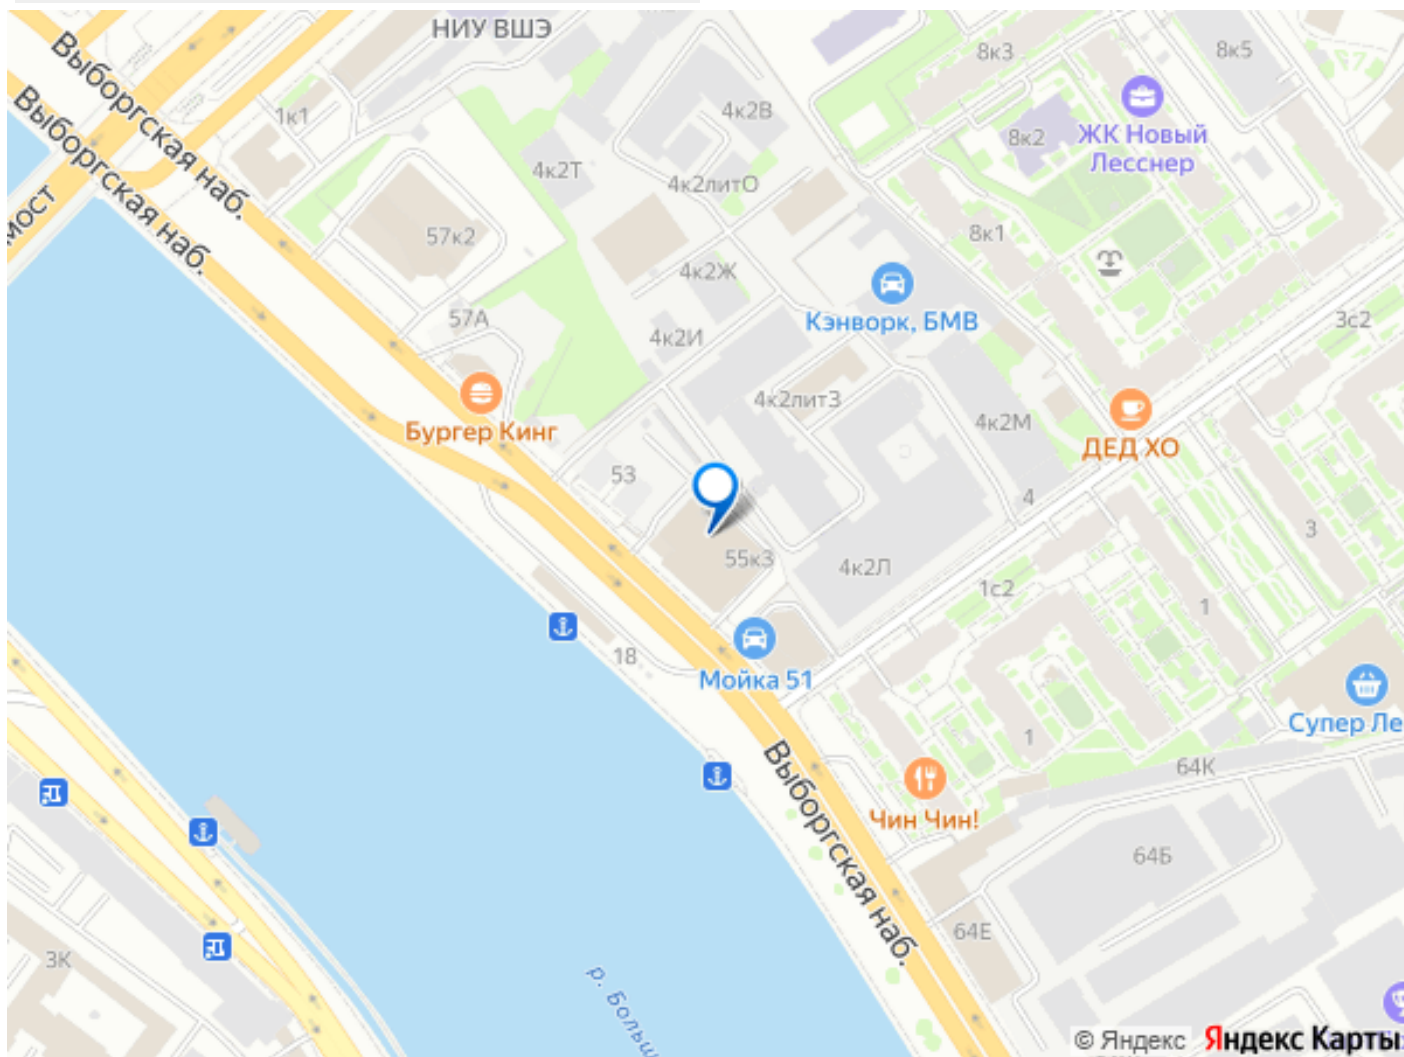 НИУ ВШЭ
Выборгская наб.
Выборгская наб.
мост
1к1
8к3
8к5
4к2В
8к2
ЖК Новый
Лесснер
4к2Т
4к2литО
57к2
8к1
4к2Ж
57А
Кэнворк, БМВ
3с2
4к2И
4к2лит3
Бургер Кинг
4к2М
ДЕД ХО
53
4
3
55к3
4к2Л
1с2
1
18
Мойка 51
Супер Ле
1
64К
Выборгская наб.
Чин Чин!
64Б
64Е
3К
р. Больш
© Яндекс Яндекс Карты